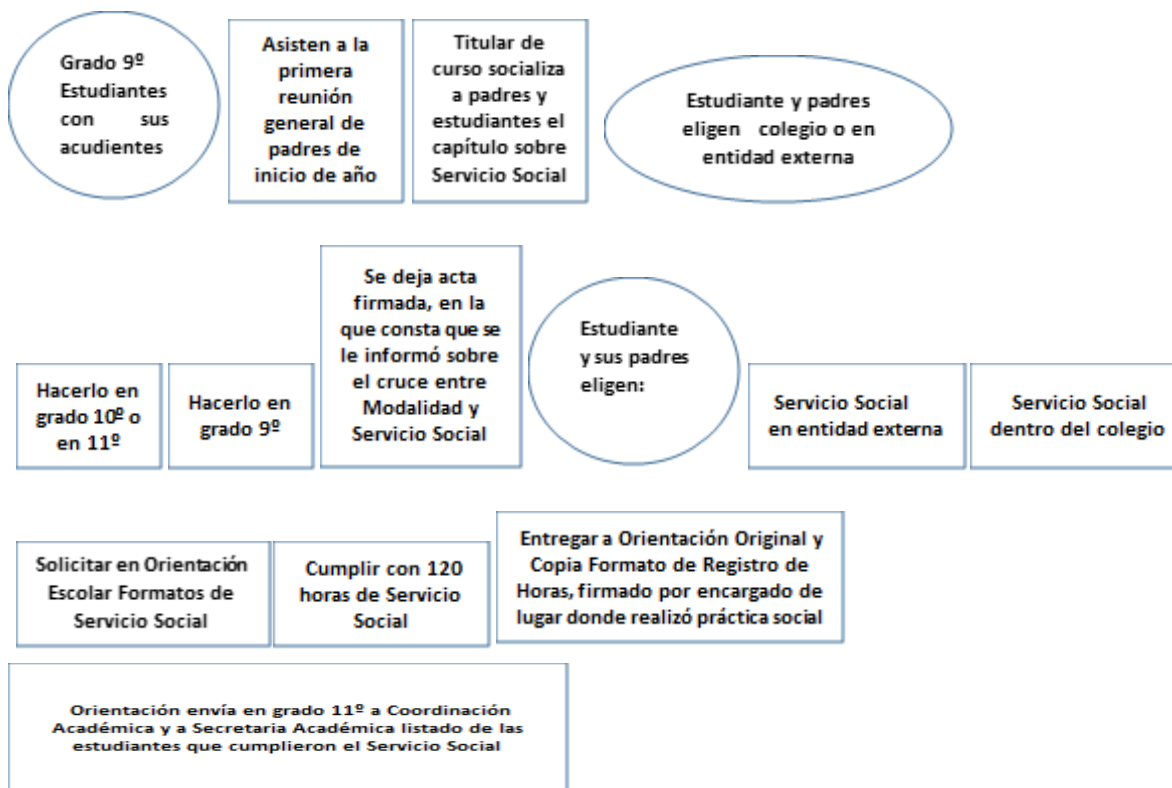 Grado 9º
Estudiantes
con sus
acudientes
Asisten a la
primera
reunión
general de
padres de
inicio de año
Titular de
curso socializa
a padres y
estudiantes el
capítulo sobre
Servicio Social
Estudiante y padres
eligen colegio o en
entidad externa
Hacerlo en
grado 10º o
en 11º
Hacerlo en
grado 9º
Se deja acta
firmada, en la
que consta que se
le informó sobre
el cruce entre
Modalidad y
Servicio Social
Estudiante
y sus padres
eligen:
Servicio Social
en entidad externa
Servicio Social
dentro del colegio
Solicitar en Orientación
Escolar Formatos de
Servicio Social
Cumplir con 120
horas de Servicio
Social
Entregar a Orientación Original y
Copia Formato de Registro de
Horas, firmado por encargado de
lugar donde realizó práctica social
Orientación envía en grado 11º a Coordinación
Académica y a Secretaria Académica listado de las
estudiantes que cumplieron el Servicio Social